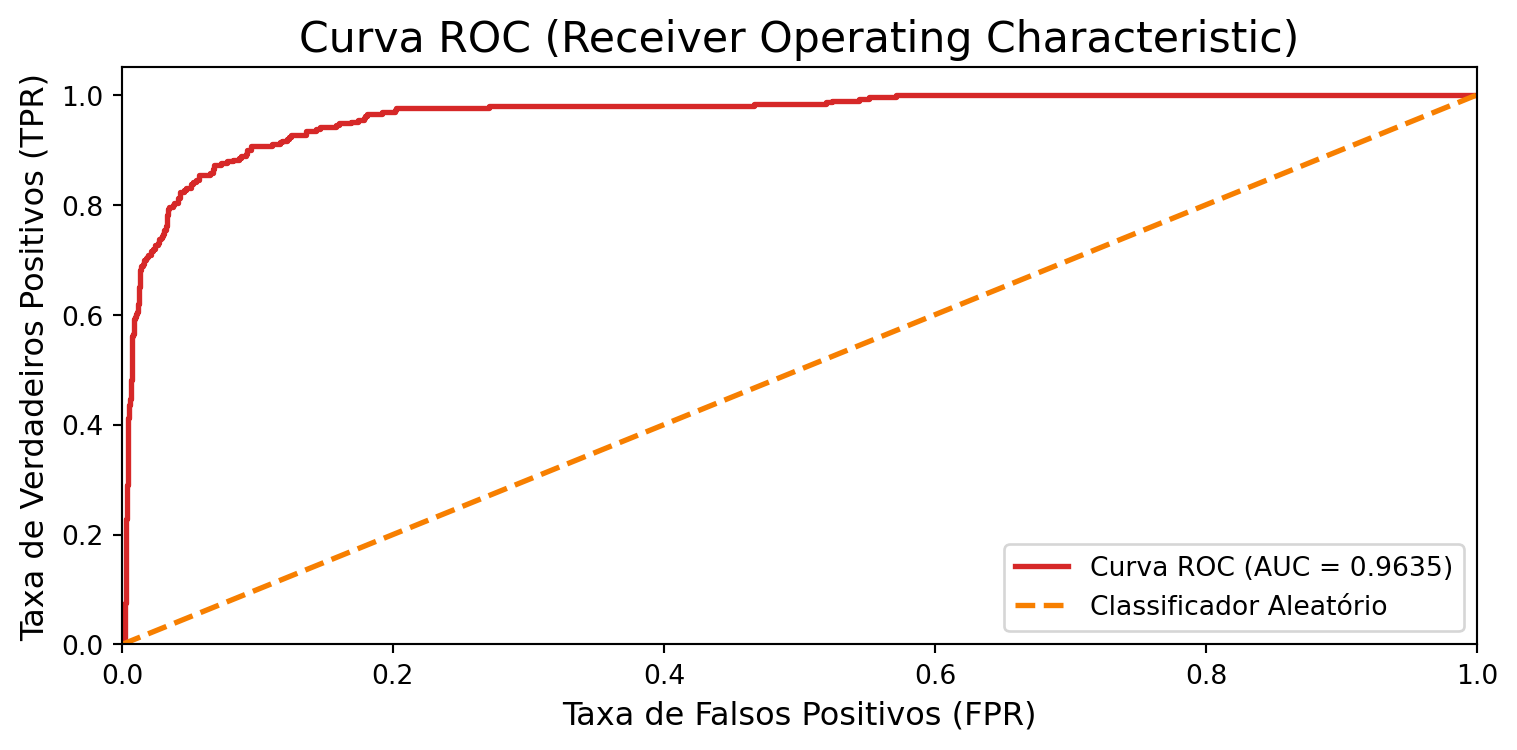 Curva ROC (Receiver Operating Characteristic)
Taxa de Verdadeiros Positivos (TPR)
1.0
0.8
0.6
0.4
0.2
0.0
0.0 0.2 0.4 0.6 0.8 1.0
Taxa de Falsos Positivos (FPR)
Curva ROC (AUC = 0.9635)
Classificador Aleatório